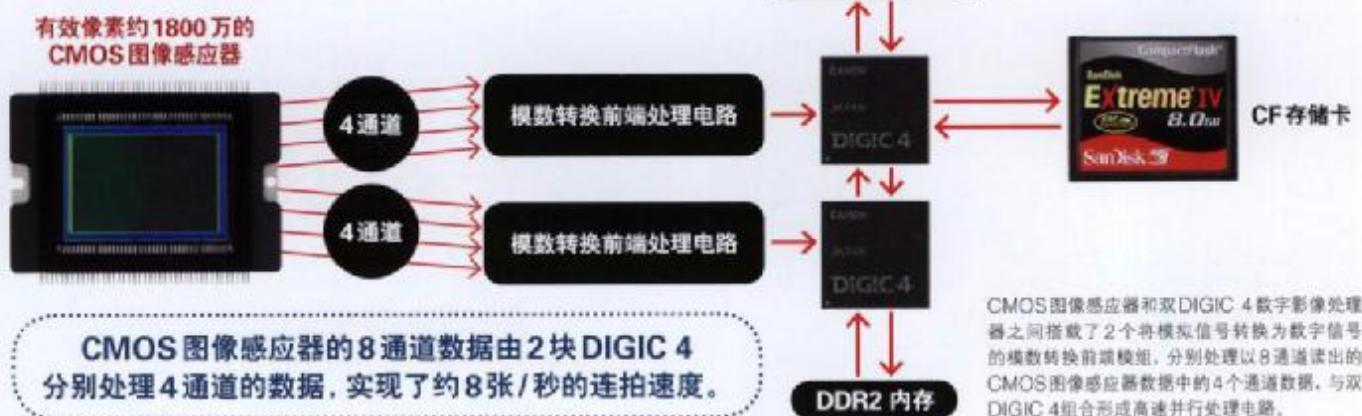 有效像素约1800万的
CMOS图像感应器
4通道
模数转换前端处理电路
CANON
JAPAN
DIGIC 4
CompactFlash
SanDisk
Extreme IV
8.0GB
SanDisk
CF存储卡
4通道
模数转换前端处理电路
CANON
JAPAN
DIGIC 4
CMOS图像感应器的8通道数据由2块DIGIC 4
分别处理4通道的数据，实现了约8张/秒的连拍速度。
DDR2 内存
CMOS图像感应器和双DIGIC 4数字影像处理
器之间搭载了2个将模拟信号转换为数字信号
的模数转换前端模组，分别处理以8通道读出的
CMOS图像感应器数据中的4个通道数据，与双
DIGIC 4组合形成高速并行处理电路。